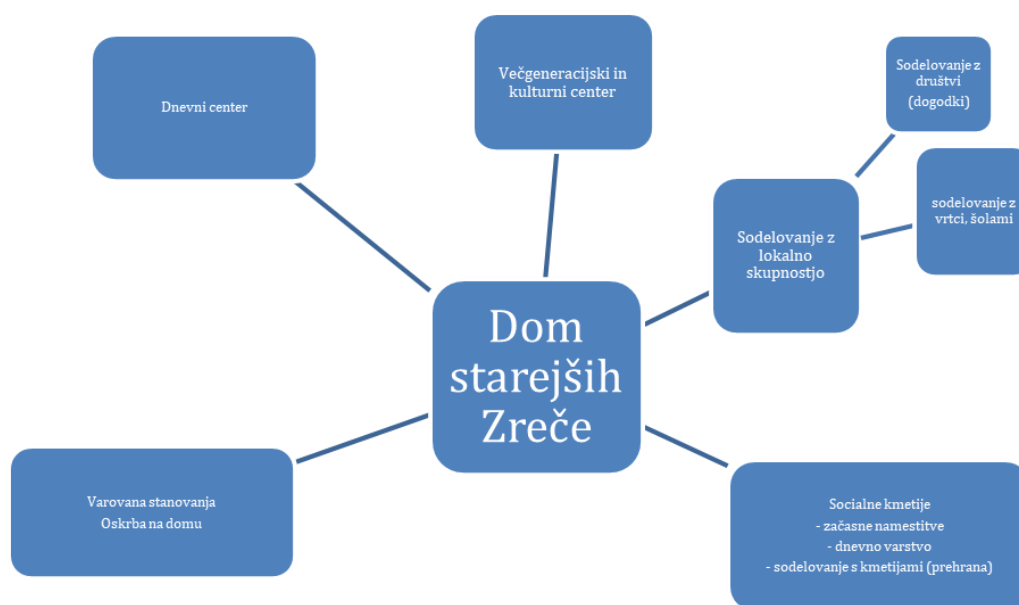 Dnevni center
Večgeneracijski in
kulturni center
Sodelovanje z
društvi
(dogodki)
sodelovanje z
vrtci, šolami
Sodelovanje z
lokalno
skupnostjo
Dom
starejših
Zreče
Varovana stanovanja
Oskrba na domu
Socialne kmetije
- začasne namestitve
- dnevno varstvo
- sodelovanje s kmetijami (prehrana)